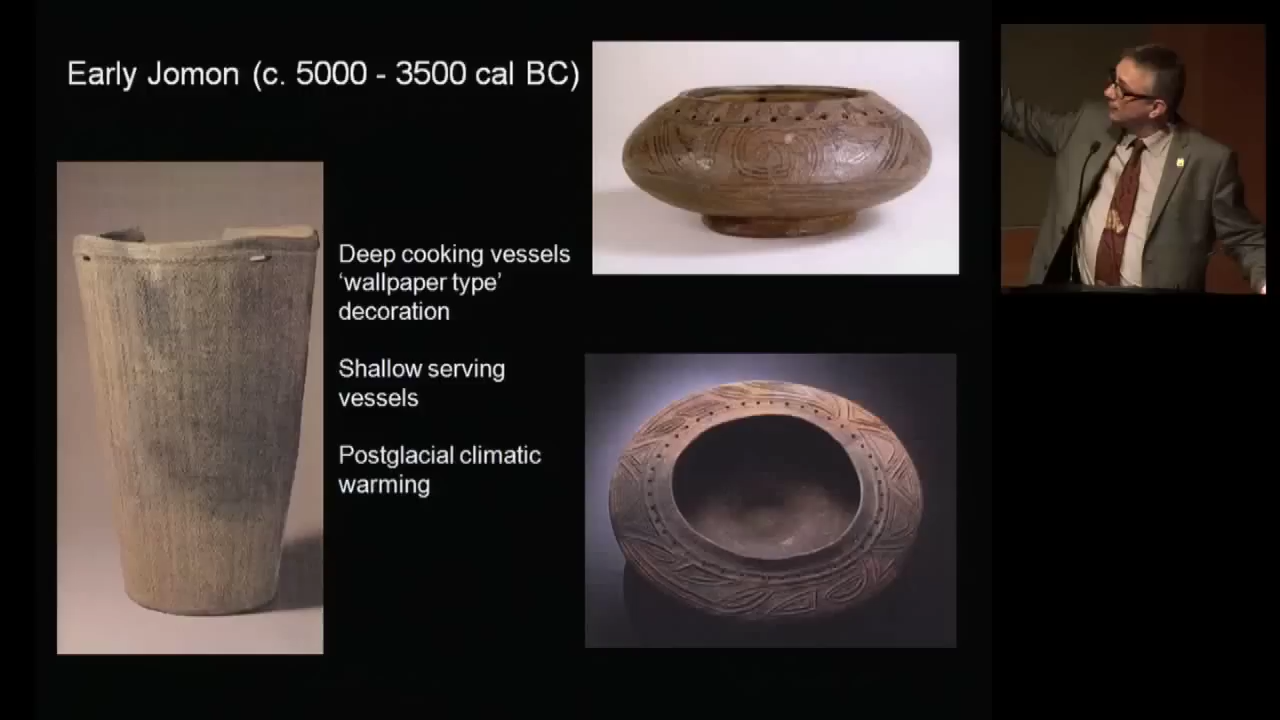 Early Jomon (c. 5000 - 3500 cal BC)
Deep cooking vessels
‘wallpaper type’
decoration
Shallow serving
vessels
Postglacial climatic
warming